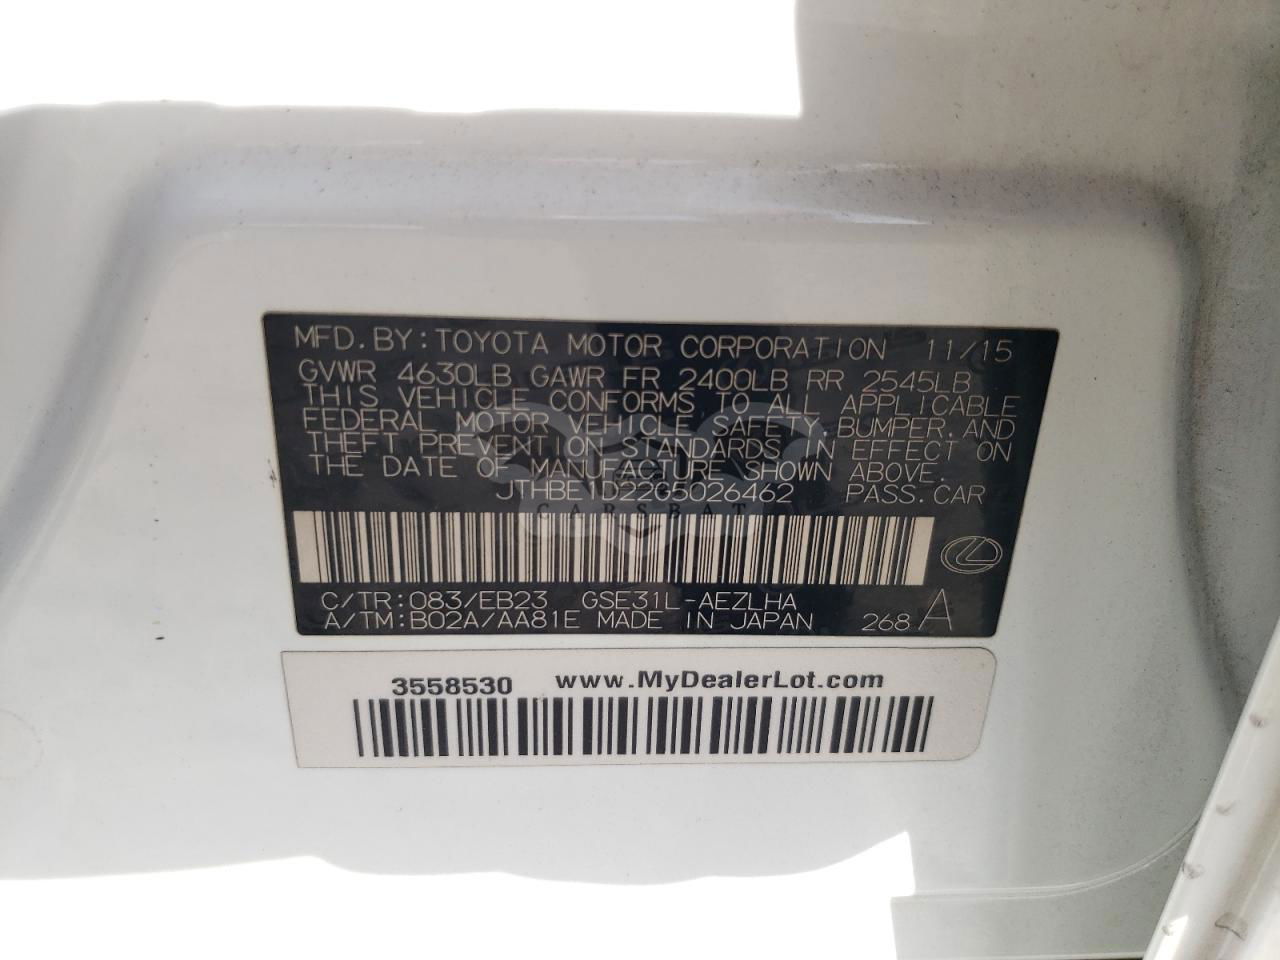 MFD.BY:TOYOTA MOTOR CORPORATION 11/15
GVWR 4630LB GAWR FR 2400LB RR 2545LB
THIS VEHICLE CONFORMS TO ALL APPLICABLE
FEDERAL MOTOR VEHICLE SAFETY, BUMPER, AND
THEFT PREVENTION STANDARDS IN EFFECT ON
THE DATE OF MANUFACTURE SHOWN ABOVE.
JTHBE1D22G5026462 PASS.CAR
CARSBAT
C/TR:083/EB23 GSE31L-AEZLHA
A/TM:B02A/AA81E MADE IN JAPAN 268 A
3558530 www.MyDealerLot.com